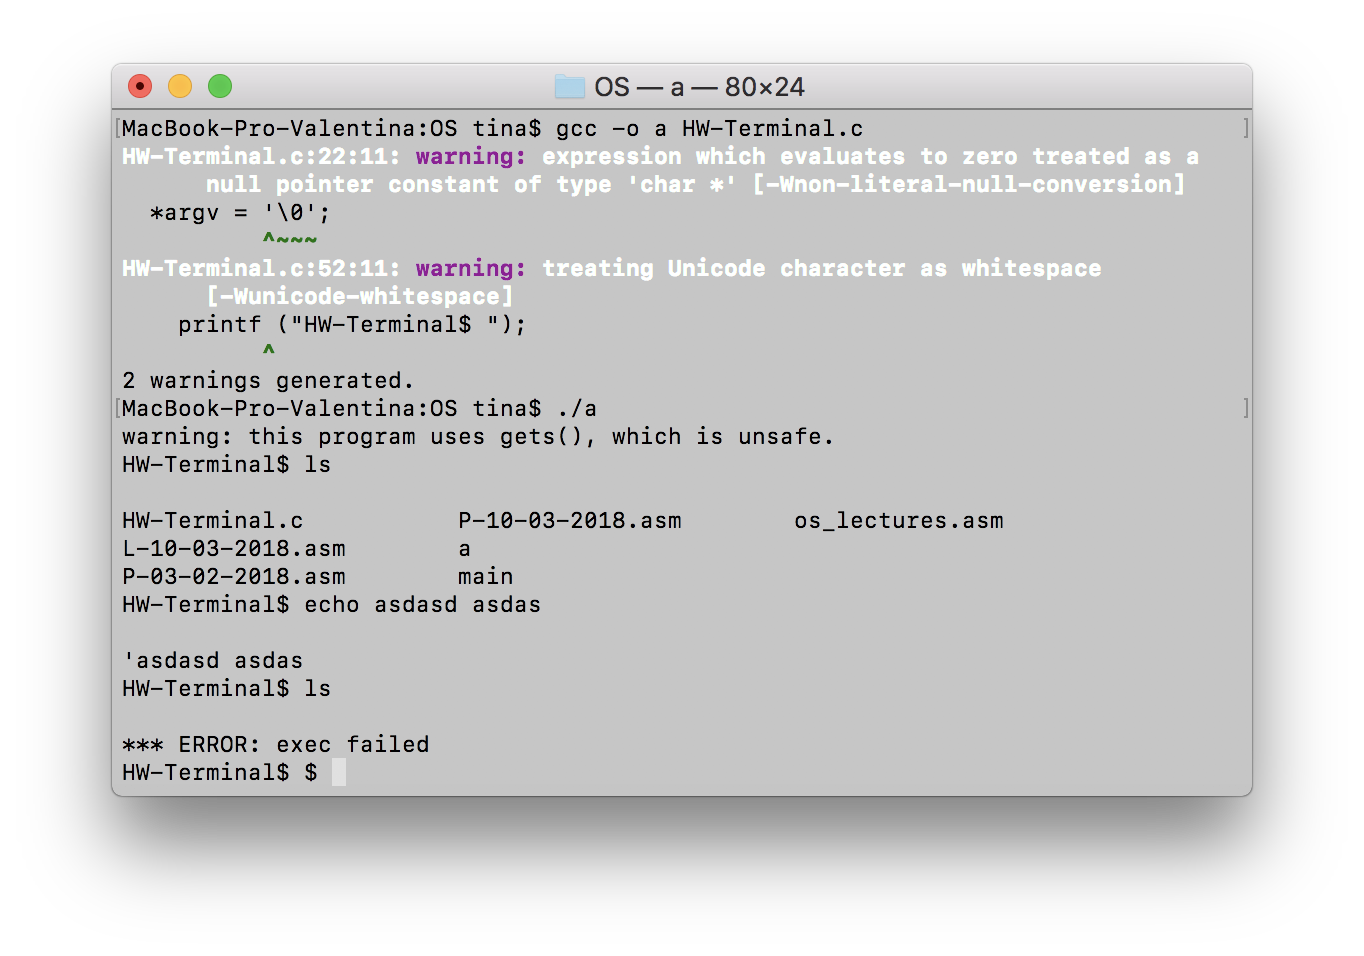 OS — a — 80×24
[MacBook-Pro-Valentina:OS tina$ gcc -o a HW-Terminal.c ]
HW-Terminal.c:22:11: warning: expression which evaluates to zero treated as a
null pointer constant of type 'char *' [-Wnon-literal-null-conversion]
*argv = '\0';
^~~~
HW-Terminal.c:52:11: warning: treating Unicode character as whitespace
[-Wunicode-whitespace]
printf ("HW-Terminal$ ");
^
2 warnings generated.
[MacBook-Pro-Valentina:OS tina$ ./a ]
warning: this program uses gets(), which is unsafe.
HW-Terminal$ ls
HW-Terminal.c P-10-03-2018.asm os_lectures.asm
L-10-03-2018.asm a
P-03-02-2018.asm main
HW-Terminal$ echo asdasd asdas
'asdasd asdas
HW-Terminal$ ls
*** ERROR: exec failed
HW-Terminal$ $